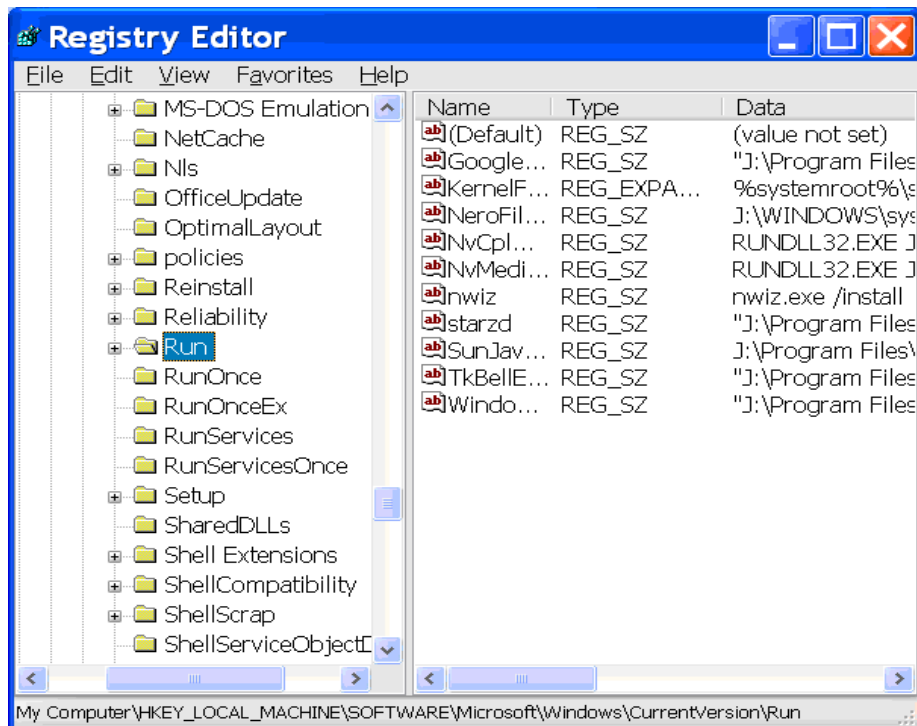 Registry Editor
File Edit View Favorites Help
MS-DOS Emulation
NetCache
Nls
OfficeUpdate
OptimalLayout
policies
Reinstall
Reliability
Run
RunOnce
RunOnceEx
RunServices
RunServicesOnce
Setup
SharedDLLs
Shell Extensions
ShellCompatibility
ShellScrap
ShellServiceObjectD
Name Type Data
(Default) REG_SZ (value not set)
Google... REG_SZ "J:\Program Files
KernelF... REG_EXPA... %systemroot%\s
NeroFil... REG_SZ J:\WINDOWS\sys
NvCpl... REG_SZ RUNDLL32.EXE J
NvMedi... REG_SZ RUNDLL32.EXE J
nwiz REG_SZ nwiz.exe /install
starzd REG_SZ "J:\Program Files
SunJav... REG_SZ J:\Program Files\
TkBellE... REG_SZ "J:\Program Files
Windo... REG_SZ "J:\Program Files
My Computer\HKEY_LOCAL_MACHINE\SOFTWARE\Microsoft\Windows\CurrentVersion\Run